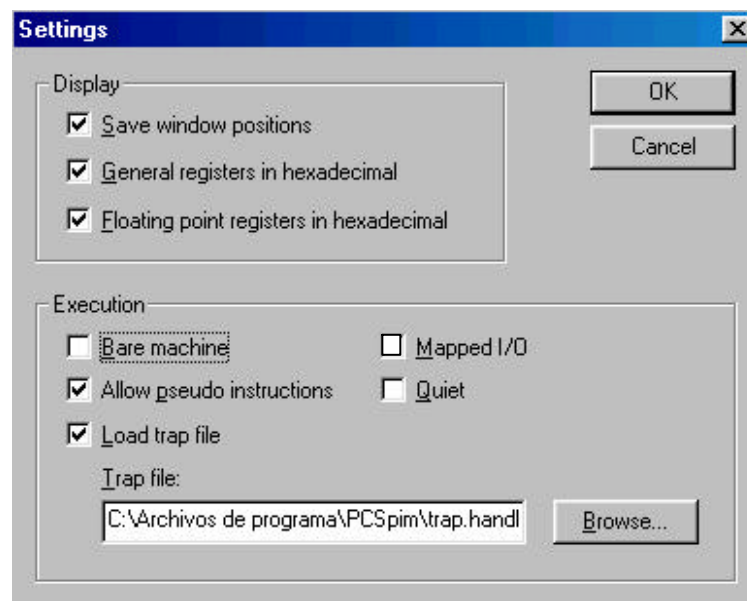 Settings
Display
OK
Save window positions
Cancel
General registers in hexadecimal
Floating point registers in hexadecimal
Execution
Bare machine
Mapped I/O
Allow pseudo instructions
Quiet
Load trap file
Trap file:
C:\Archivos de programa\PCSpim\trap.handl
Browse...